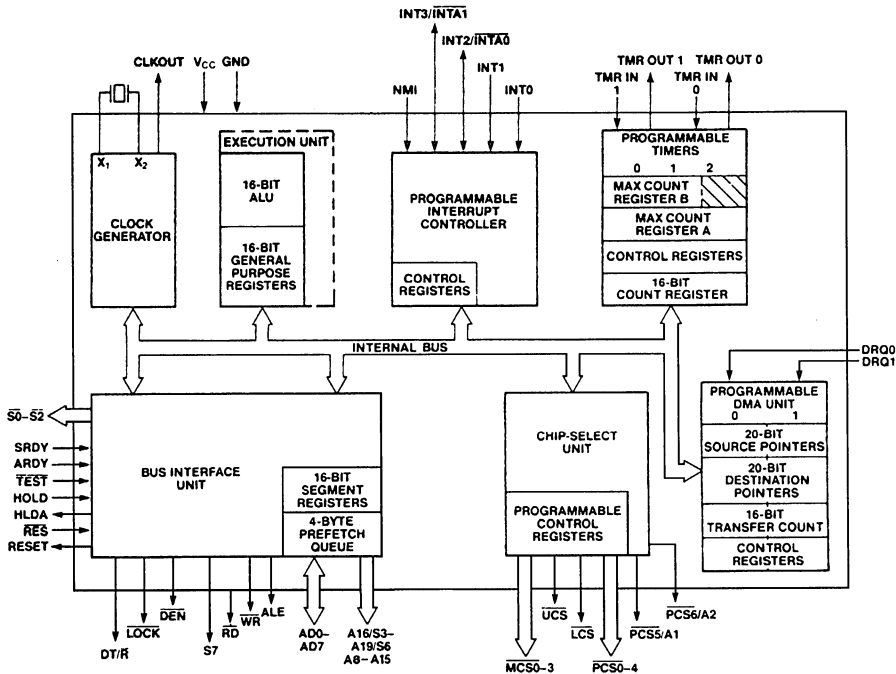 INT3/INTA1
INT2/INTA0
TMR OUT 1 TMR OUT 0
CLKOUT VCC GND
TMR IN 1
TMR IN 0
NMI
INT1
INT0
X1 X2
CLOCK
GENERATOR
EXECUTION UNIT
16-BIT
ALU
16-BIT
GENERAL
PURPOSE
REGISTERS
PROGRAMMABLE
INTERRUPT
CONTROLLER
CONTROL
REGISTERS
PROGRAMMABLE
TIMERS
0 1 2
MAX COUNT
REGISTER B
MAX COUNT
REGISTER A
CONTROL REGISTERS
16-BIT
COUNT REGISTER
INTERNAL BUS
DRQ0
DRQ1
S0–S2
SRDY
ARDY
TEST
HOLD
HLDA
RES
RESET
BUS INTERFACE
UNIT
16-BIT
SEGMENT
REGISTERS
4-BYTE
PREFETCH
QUEUE
CHIP-SELECT
UNIT
PROGRAMMABLE
CONTROL
REGISTERS
PROGRAMMABLE
DMA UNIT
0 1
20-BIT
SOURCE POINTERS
20-BIT
DESTINATION
POINTERS
16-BIT
TRANSFER COUNT
CONTROL
REGISTERS
DT/R
LOCK
DEN
S7
RD
WR
ALE
AD0–
AD7
A16/S3–
A19/S6
A8–A15
MCS0-3
UCS
LCS
PCS0-4
PCS5/A1
PCS6/A2